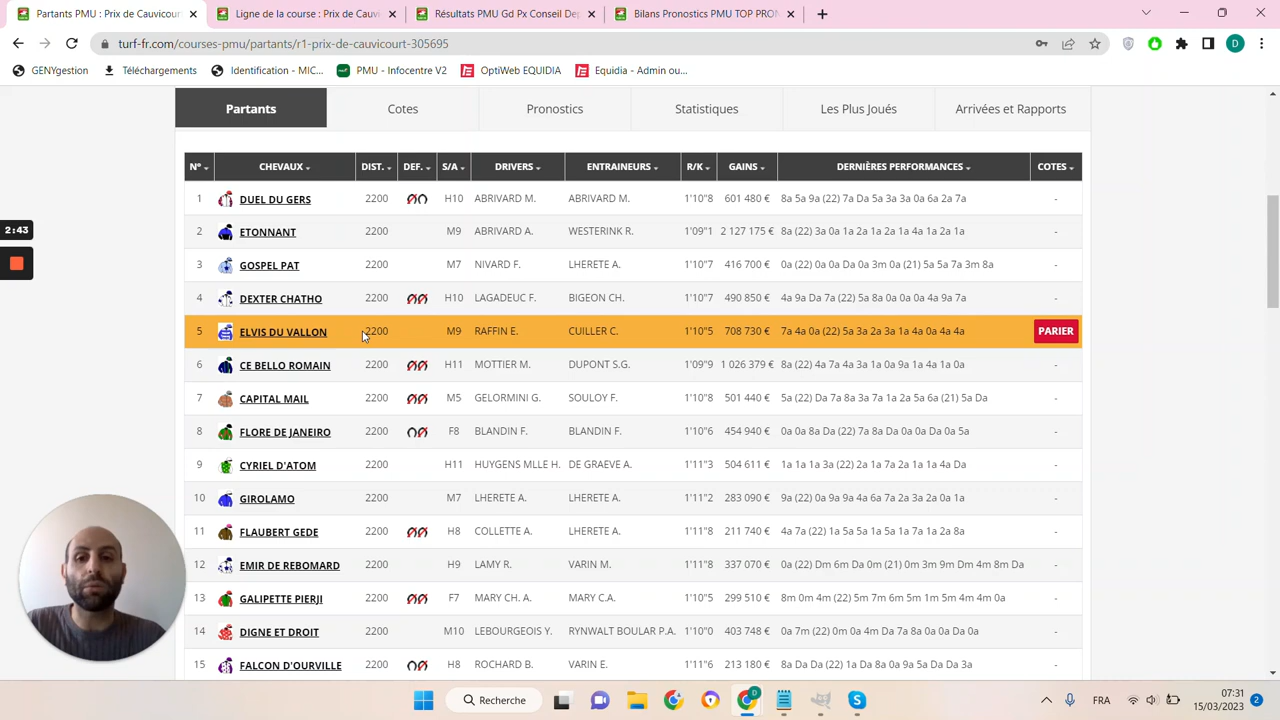 Partants PMU : Prix de Cauvicourt
Ligne de la course : Prix de Cauvi
Résultats PMU Gd Px Conseil Dep
Bilans Pronostics PMU TOP PRON
turf-fr.com/courses-pmu/partants/r1-prix-de-cauvicourt-305695
D
GENYgestion Téléchargements Identification - MIC... PMU - Infocentre V2 OptiWeb EQUIDIA Equidia - Admin ou...
Partants Cotes Pronostics Statistiques Les Plus Joués Arrivées et Rapports
N° CHEVAUX DIST. DEF. S/A DRIVERS ENTRAINEURS R/K GAINS DERNIÈRES PERFORMANCES COTES
1 DUEL DU GERS 2200 H10 ABRIVARD M. ABRIVARD M. 1'10"8 601 480 € 8a 5a 9a (22) 7a Da 5a 3a 3a 0a 6a 2a 7a -
2:43
2 ETONNANT 2200 M9 ABRIVARD A. WESTERINK R. 1'09"1 2 127 175 € 8a (22) 3a 0a 1a 2a 1a 2a 1a 4a 1a 2a 1a -
3 GOSPEL PAT 2200 M7 NIVARD F. LHERETE A. 1'10"7 416 700 € 0a (22) 0a 0a Da 0a 3m 0a (21) 5a 5a 7a 3m 8a -
4 DEXTER CHATHO 2200 H10 LAGADEUC F. BIGEON CH. 1'10"7 490 850 € 4a 9a Da 7a (22) 5a 8a 0a 0a 0a 4a 9a 7a -
5 ELVIS DU VALLON 2200 M9 RAFFIN E. CUILLER C. 1'10"5 708 730 € 7a 4a 0a (22) 5a 3a 2a 3a 1a 4a 0a 4a 4a PARIER
6 CE BELLO ROMAIN 2200 H11 MOTTIER M. DUPONT S.G. 1'09"9 1 026 379 € 8a (22) 4a 7a 4a 3a 1a 0a 9a 1a 4a 1a 0a -
7 CAPITAL MAIL 2200 M5 GELORMINI G. SOULOY F. 1'10"8 501 440 € 5a (22) Da 7a 8a 3a 7a 1a 2a 5a 6a (21) 5a Da -
8 FLORE DE JANEIRO 2200 F8 BLANDIN F. BLANDIN F. 1'10"6 454 940 € 0a 0a 8a Da (22) 7a 8a Da 0a 0a Da 0a 5a -
9 CYRIEL D'ATOM 2200 H11 HUYGENS MLLE H. DE GRAEVE A. 1'11"3 504 611 € 1a 1a 1a 3a (22) 2a 1a 7a 2a 1a 1a 4a Da -
10 GIROLAMO 2200 M7 LHERETE A. LHERETE A. 1'11"2 283 090 € 9a (22) 0a 9a 9a 4a 6a 7a 2a 3a 2a 0a 1a -
11 FLAUBERT GEDE 2200 H8 COLLETTE A. LHERETE A. 1'11"8 211 740 € 4a 7a (22) 1a 5a 5a 1a 5a 1a 7a 1a 2a 8a -
12 EMIR DE REBOMARD 2200 H9 LAMY R. VARIN M. 1'11"8 337 070 € 0a (22) Dm 6m Da 0m (21) 0m 3m 9m Dm 4m 8m Da -
13 GALIPETTE PIERJI 2200 F7 MARY CH. A. MARY C.A. 1'10"5 299 510 € 8m 0m 4m (22) 5m 7m 6m 5m 1m 5m 4m 4m 0a -
14 DIGNE ET DROIT 2200 M10 LEBOURGEOIS Y. RYNWALT BOULAR P.A. 1'10"0 403 748 € 0a 7m (22) 0m 0a 4m Da 7a 8a 0a 0a Da 0a -
15 FALCON D'OURVILLE 2200 H8 ROCHARD B. VARIN E. 1'11"6 213 180 € 8a Da Da (22) 1a Da 8a 0a 9a 5a Da Da 3a -
Recherche
D
FRA 07:31
15/03/2023
2